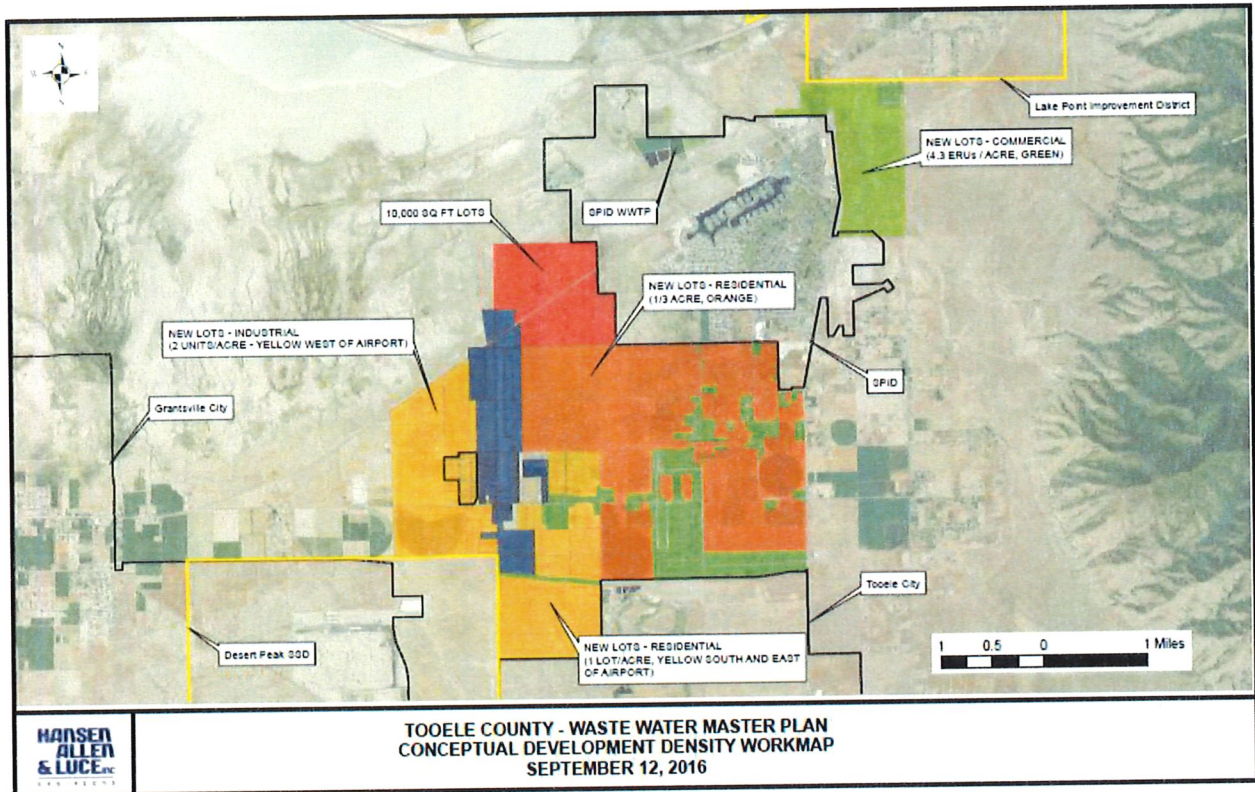 N
W
E
S
Lake Point Improvement District
NEW LOTS - COMMERCIAL
(4.3 ERUs / ACRE, GREEN)
10,000 SQ FT LOTS
SPID WWTP
NEW LOTS - RESIDENTIAL
(1/3 ACRE, ORANGE)
NEW LOTS - INDUSTRIAL
(2 UNITS/ACRE - YELLOW WEST OF AIRPORT)
SPID
Grantsville City
Tooele City
Desert Peak SSD
NEW LOTS - RESIDENTIAL
(1 LOT/ACRE, YELLOW SOUTH AND EAST
OF AIRPORT)
1 0.5 0 1 Miles
HANSEN
ALLEN
& LUCE INC
TOOELE COUNTY - WASTE WATER MASTER PLAN
CONCEPTUAL DEVELOPMENT DENSITY WORKMAP
SEPTEMBER 12, 2016